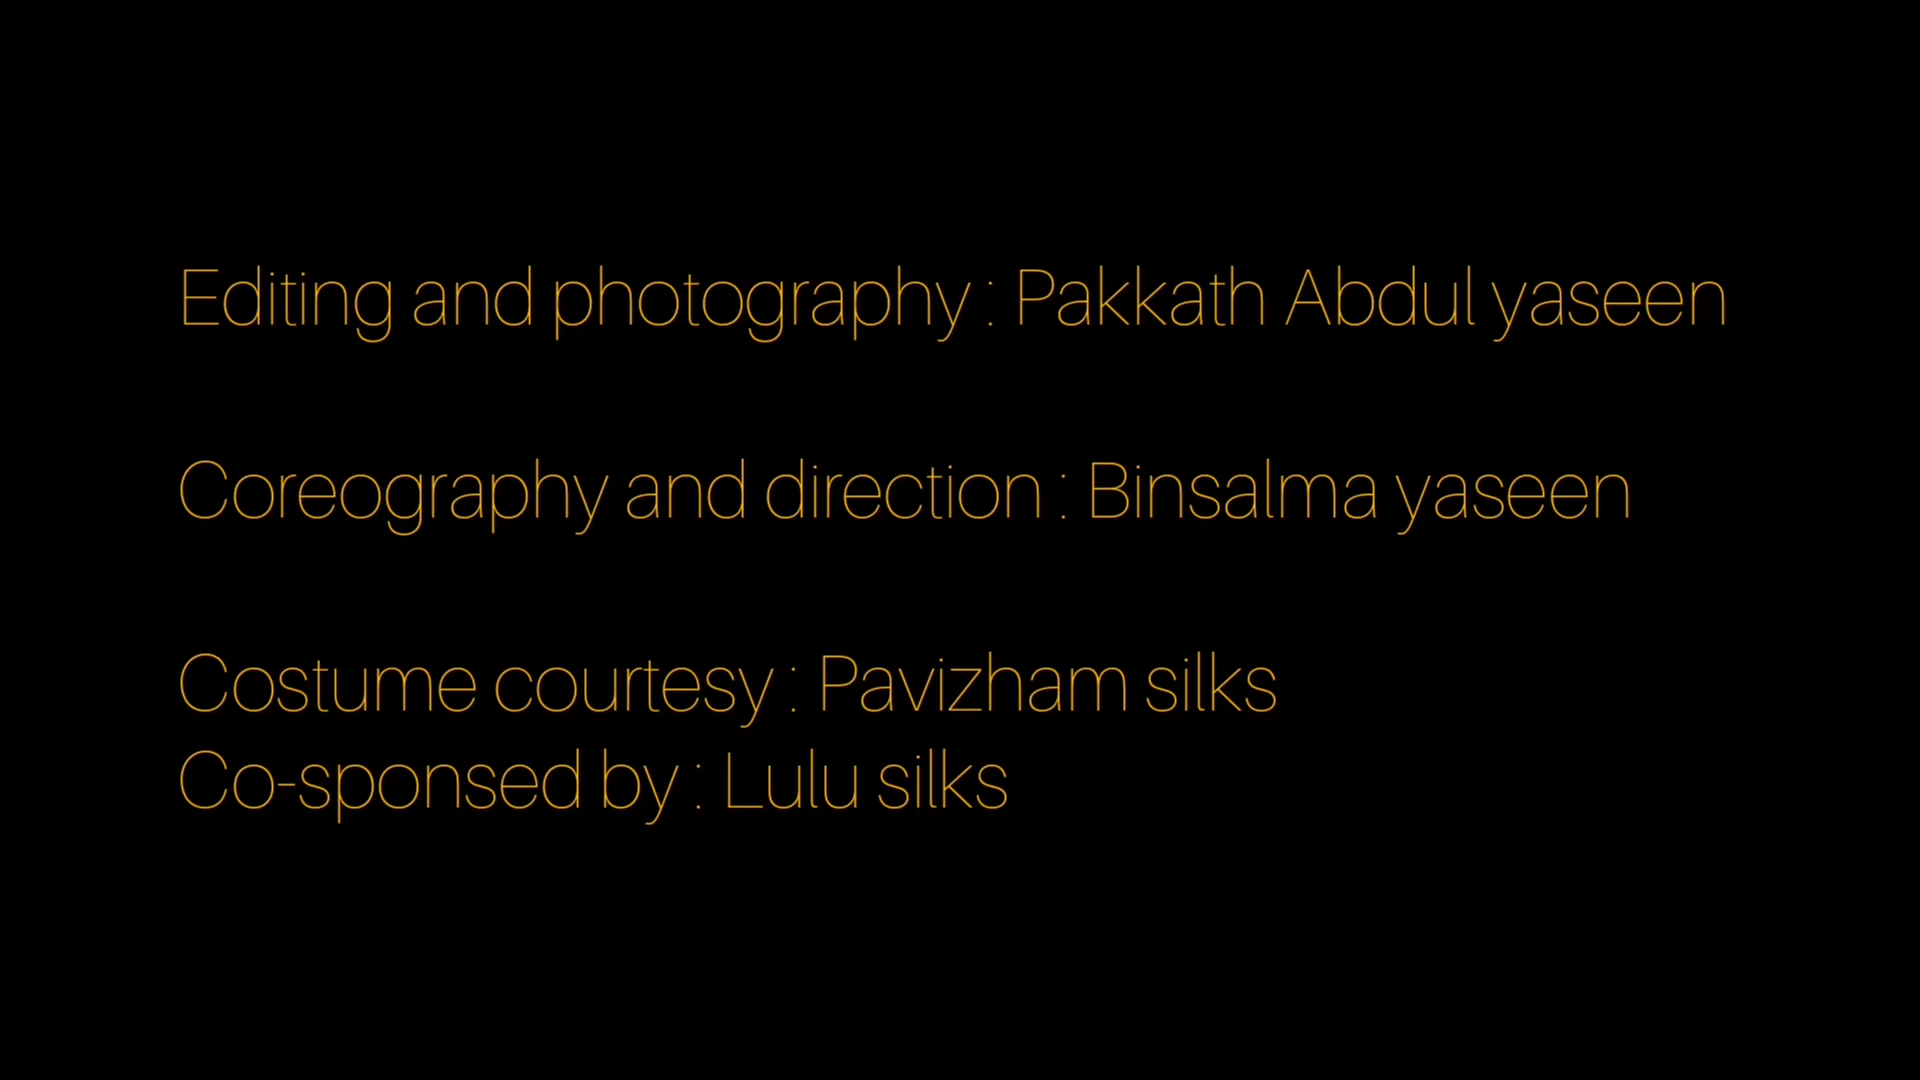 Editing and photography : Pakkath Abdul yaseen
Coreography and direction : Binsalma yaseen
Costume courtesy : Pavizham silks
Co-sponsed by : Lulu silks